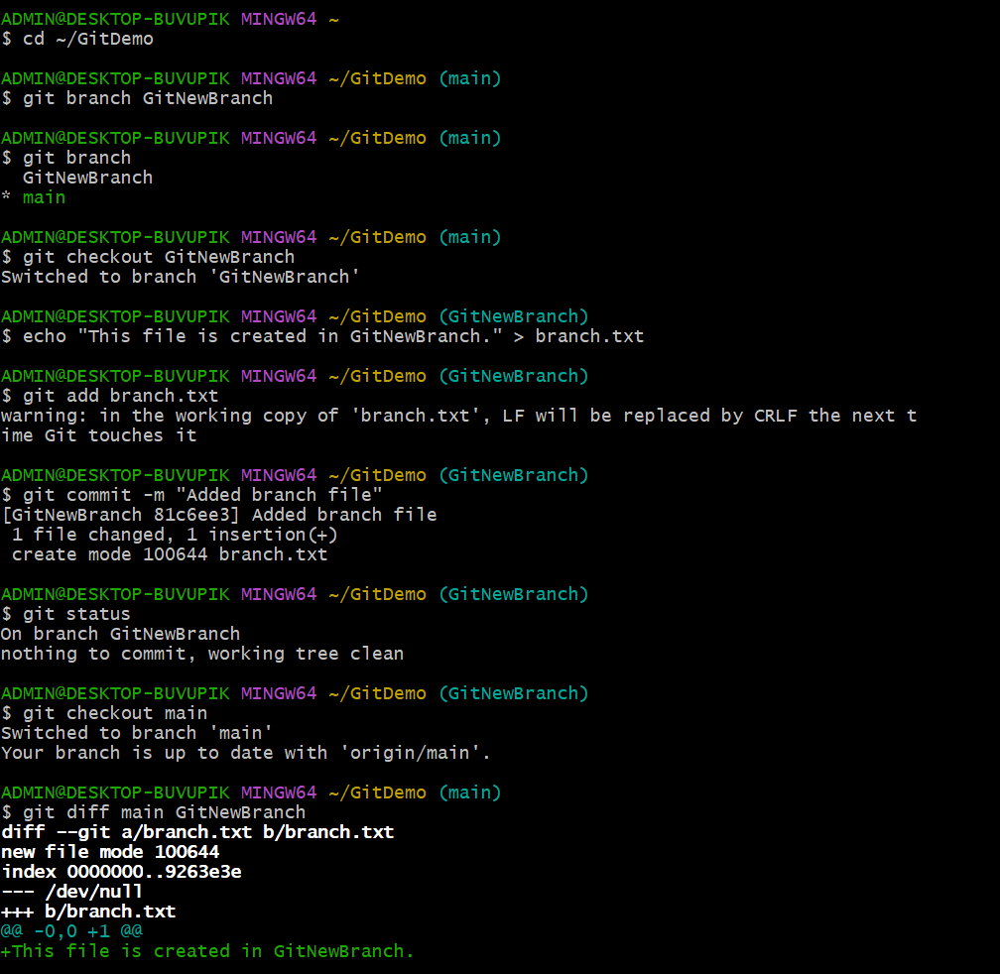 ADMIN@DESKTOP-BUVUPIK MINGW64 ~
$ cd ~/GitDemo
ADMIN@DESKTOP-BUVUPIK MINGW64 ~/GitDemo (main)
$ git branch GitNewBranch
ADMIN@DESKTOP-BUVUPIK MINGW64 ~/GitDemo (main)
$ git branch
  GitNewBranch
* main
ADMIN@DESKTOP-BUVUPIK MINGW64 ~/GitDemo (main)
$ git checkout GitNewBranch
Switched to branch 'GitNewBranch'
ADMIN@DESKTOP-BUVUPIK MINGW64 ~/GitDemo (GitNewBranch)
$ echo "This file is created in GitNewBranch." > branch.txt
ADMIN@DESKTOP-BUVUPIK MINGW64 ~/GitDemo (GitNewBranch)
$ git add branch.txt
warning: in the working copy of 'branch.txt', LF will be replaced by CRLF the next t
ime Git touches it
ADMIN@DESKTOP-BUVUPIK MINGW64 ~/GitDemo (GitNewBranch)
$ git commit -m "Added branch file"
[GitNewBranch 81c6ee3] Added branch file
 1 file changed, 1 insertion(+)
 create mode 100644 branch.txt
ADMIN@DESKTOP-BUVUPIK MINGW64 ~/GitDemo (GitNewBranch)
$ git status
On branch GitNewBranch
nothing to commit, working tree clean
ADMIN@DESKTOP-BUVUPIK MINGW64 ~/GitDemo (GitNewBranch)
$ git checkout main
Switched to branch 'main'
Your branch is up to date with 'origin/main'.
ADMIN@DESKTOP-BUVUPIK MINGW64 ~/GitDemo (main)
$ git diff main GitNewBranch
diff --git a/branch.txt b/branch.txt
new file mode 100644
index 0000000..9263e3e
--- /dev/null
+++ b/branch.txt
@@ -0,0 +1 @@
+This file is created in GitNewBranch.